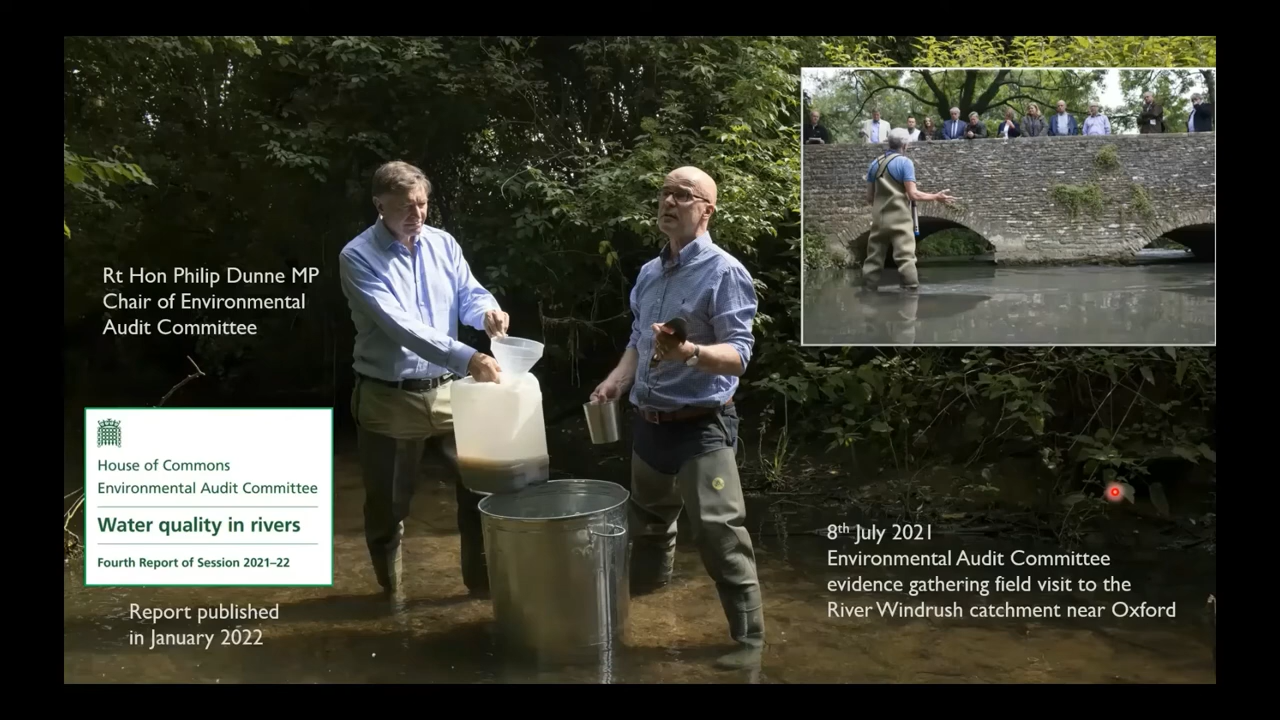 Rt Hon Philip Dunne MP
Chair of Environmental
Audit Committee
House of Commons
Environmental Audit Committee
Water quality in rivers
Fourth Report of Session 2021–22
Report published
in January 2022
8th July 2021
Environmental Audit Committee
evidence gathering field visit to the
River Windrush catchment near Oxford